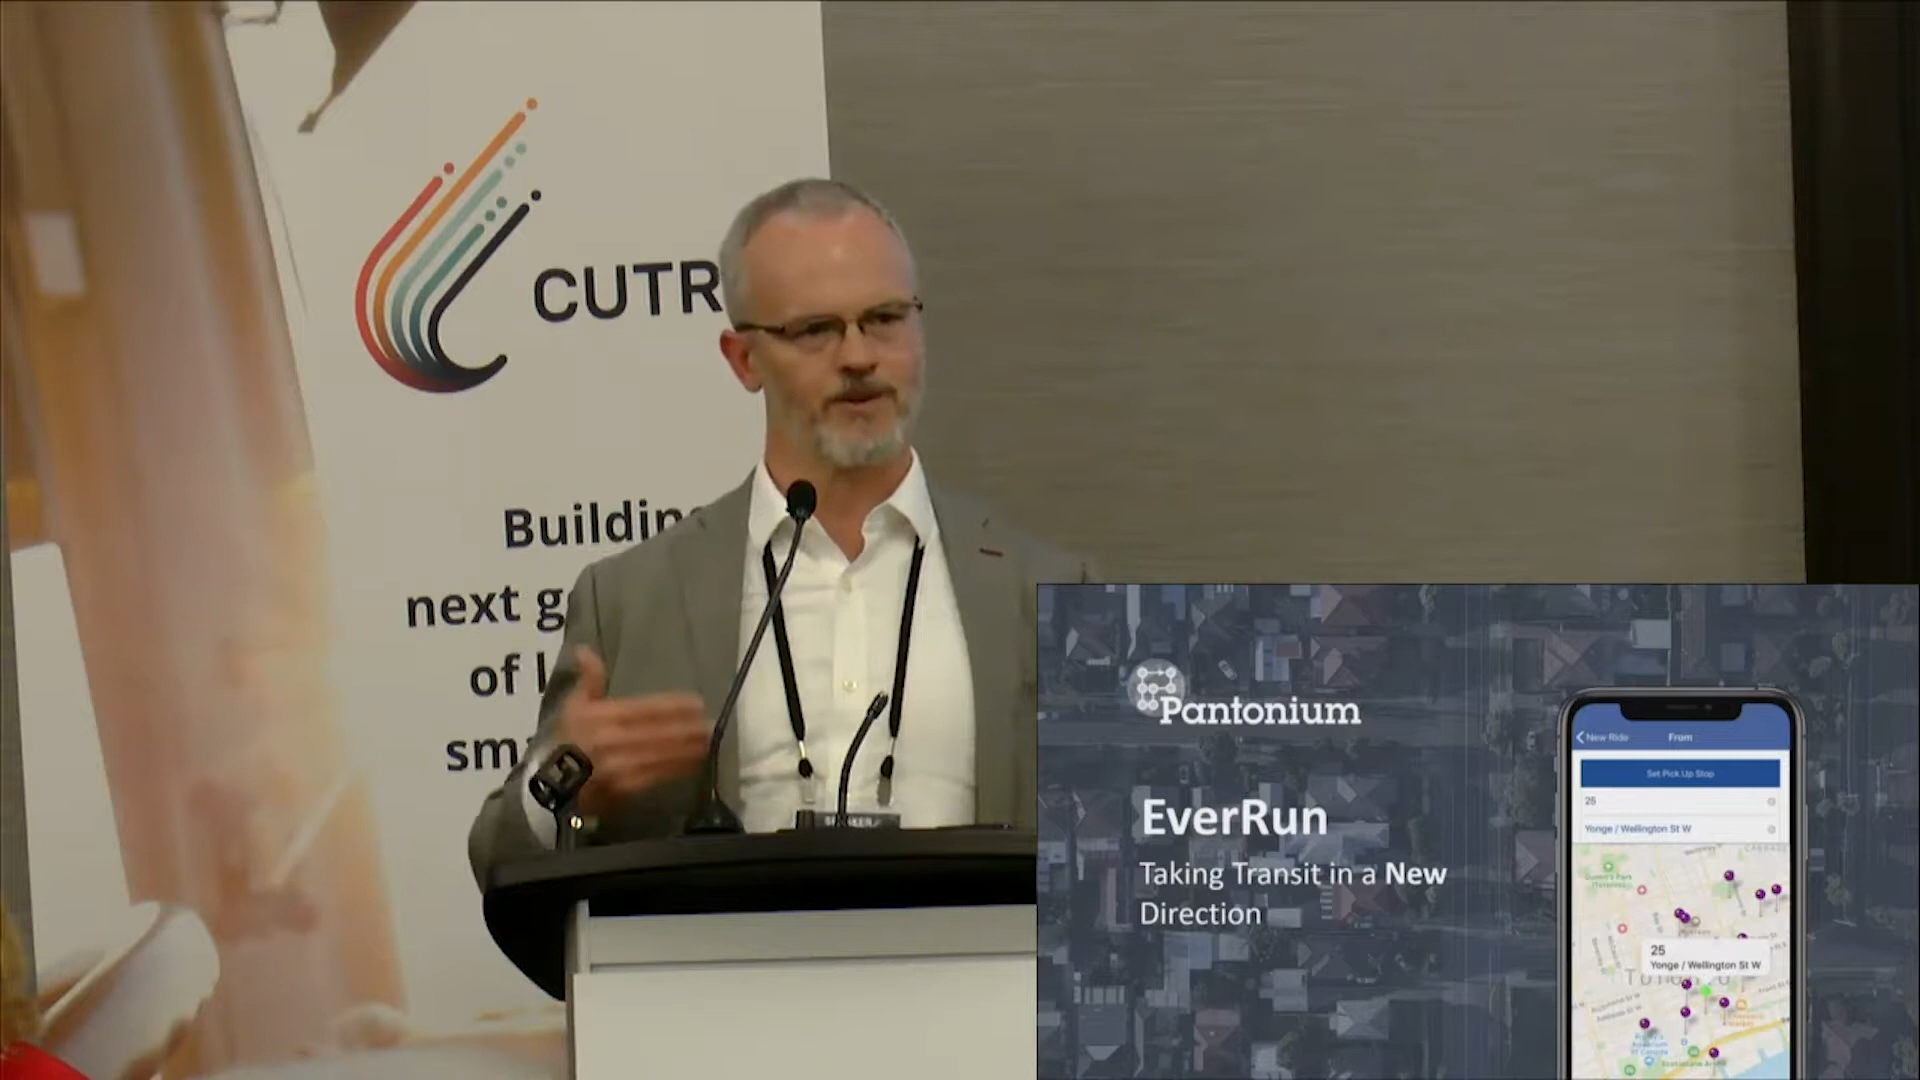 CUTR
Buildin
next g
of l
sma
Pantonium
EverRun
Taking Transit in a New
Direction
New Ride
From
Set Pick Up Stop
25
Yonge / Wellington St W
25
Yonge / Wellington St W